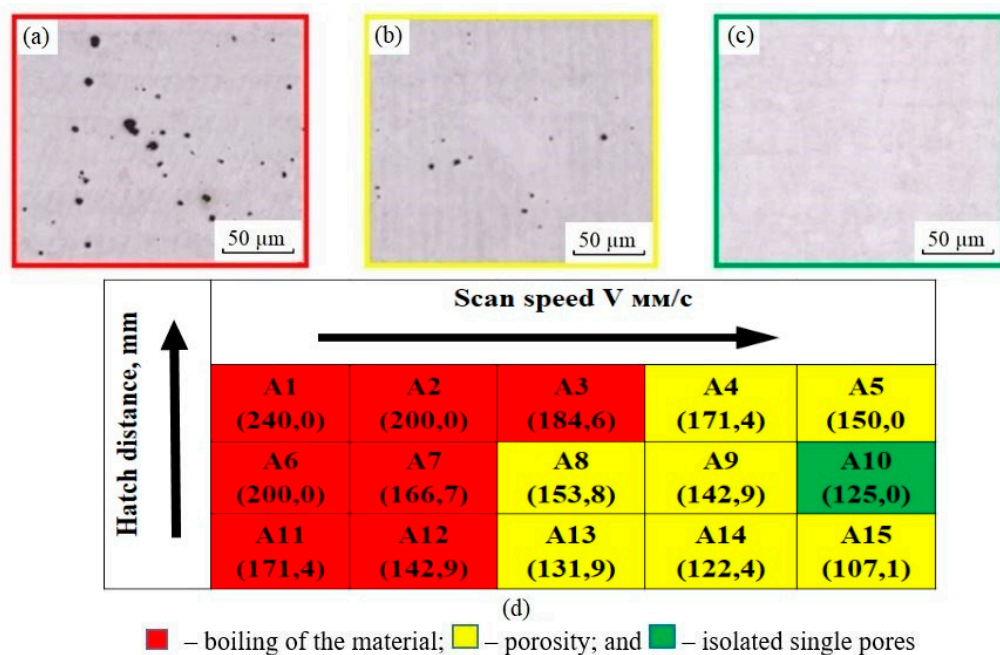 (a) (b) (c)
50 µm 50 µm 50 µm
Scan speed V мм/с
Hatch distance, mm
A1 A2 A3 A4 A5
(240,0) (200,0) (184,6) (171,4) (150,0
A6 A7 A8 A9 A10
(200,0) (166,7) (153,8) (142,9) (125,0)
A11 A12 A13 A14 A15
(171,4) (142,9) (131,9) (122,4) (107,1)
(d)
– boiling of the material; – porosity; and – isolated single pores